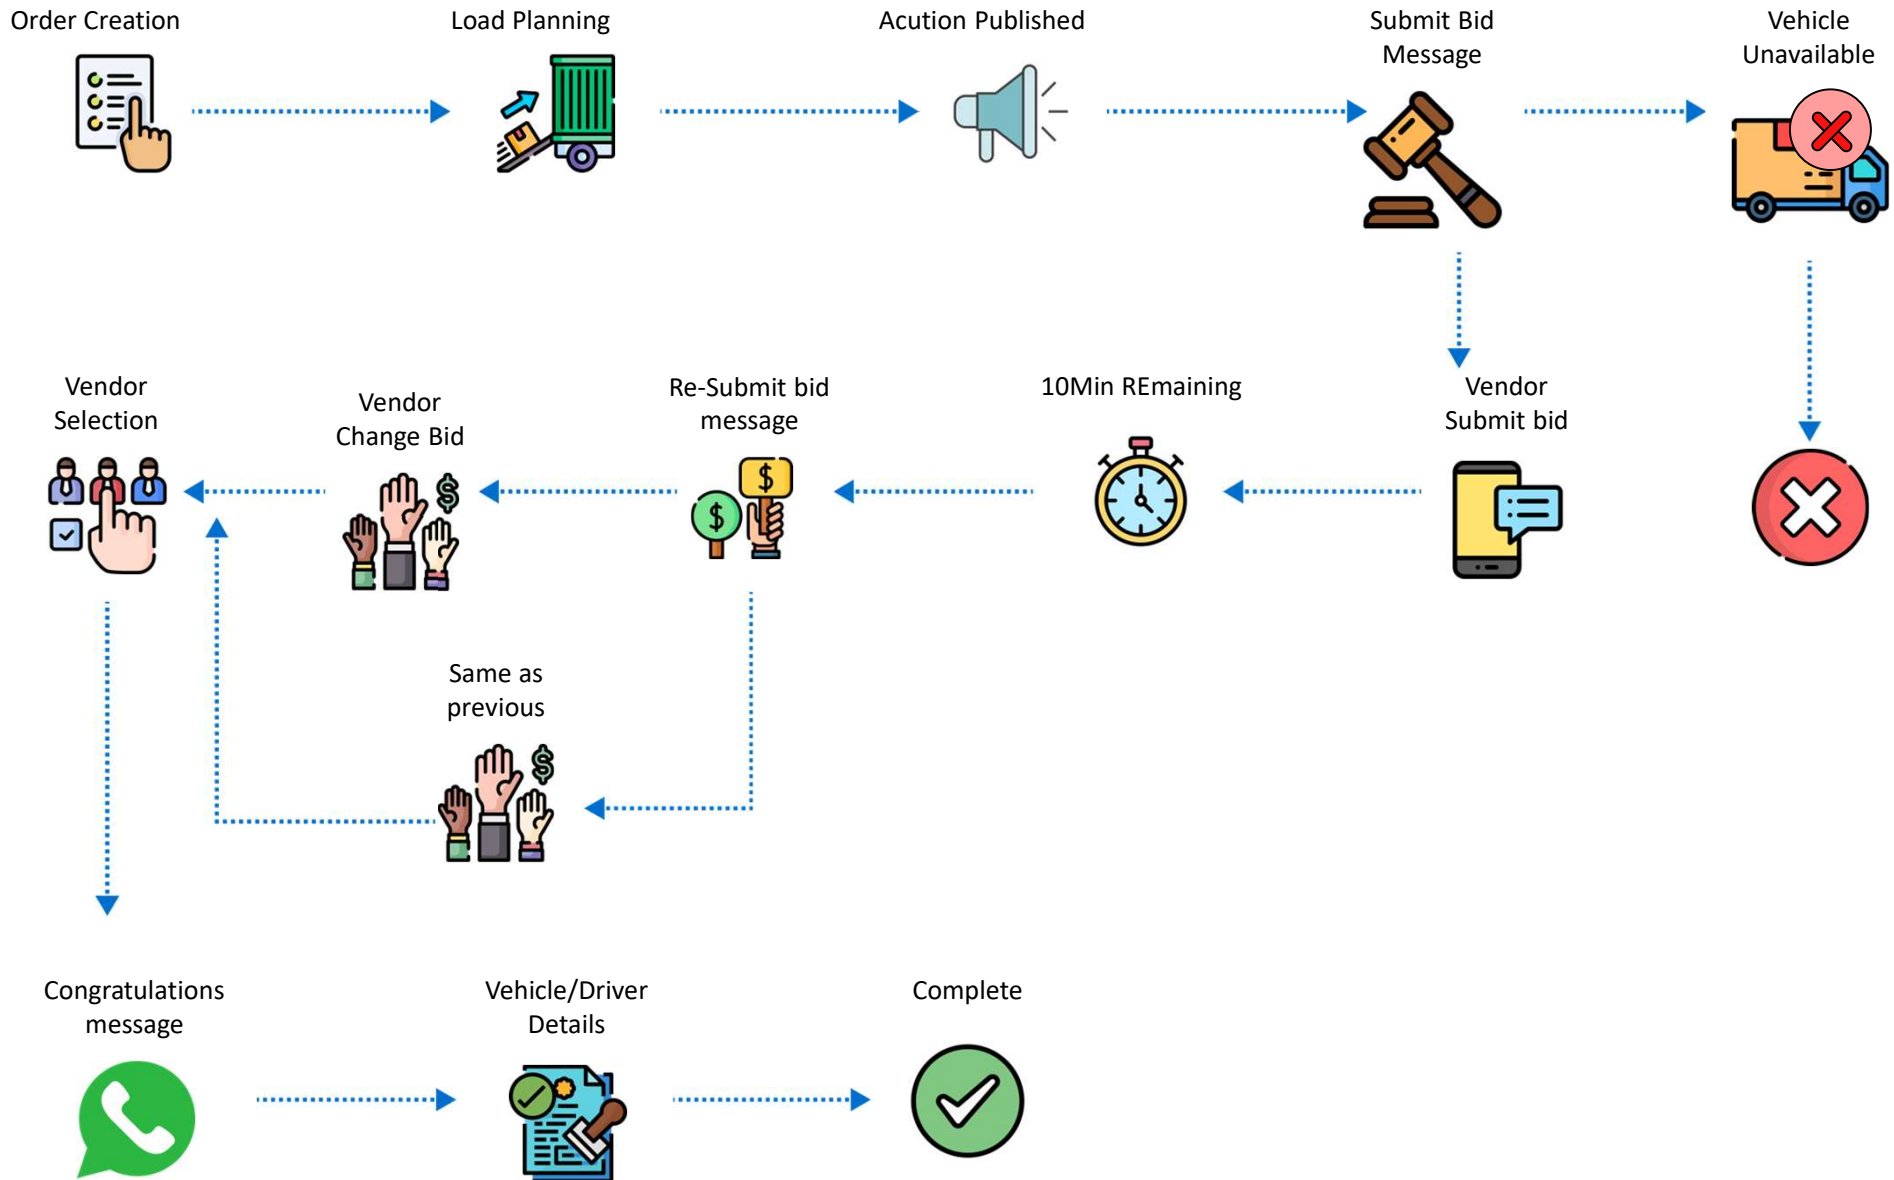 Order Creation
Load Planning
Acution Published
Submit Bid
Message
Vehicle
Unavailable
Vendor
Selection
Vendor
Change Bid
Re-Submit bid
message
10Min REmaining
Vendor
Submit bid
Same as
previous
Congratulations
message
Vehicle/Driver
Details
Complete